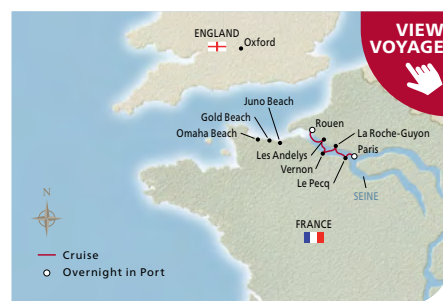 VIEW
VOYAGE
ENGLAND
Oxford
Juno Beach
Gold Beach
Omaha Beach
Rouen
La Roche-Guyon
Les Andelys
Paris
Vernon
Le Pecq
SEINE
N
FRANCE
Cruise
Overnight in Port